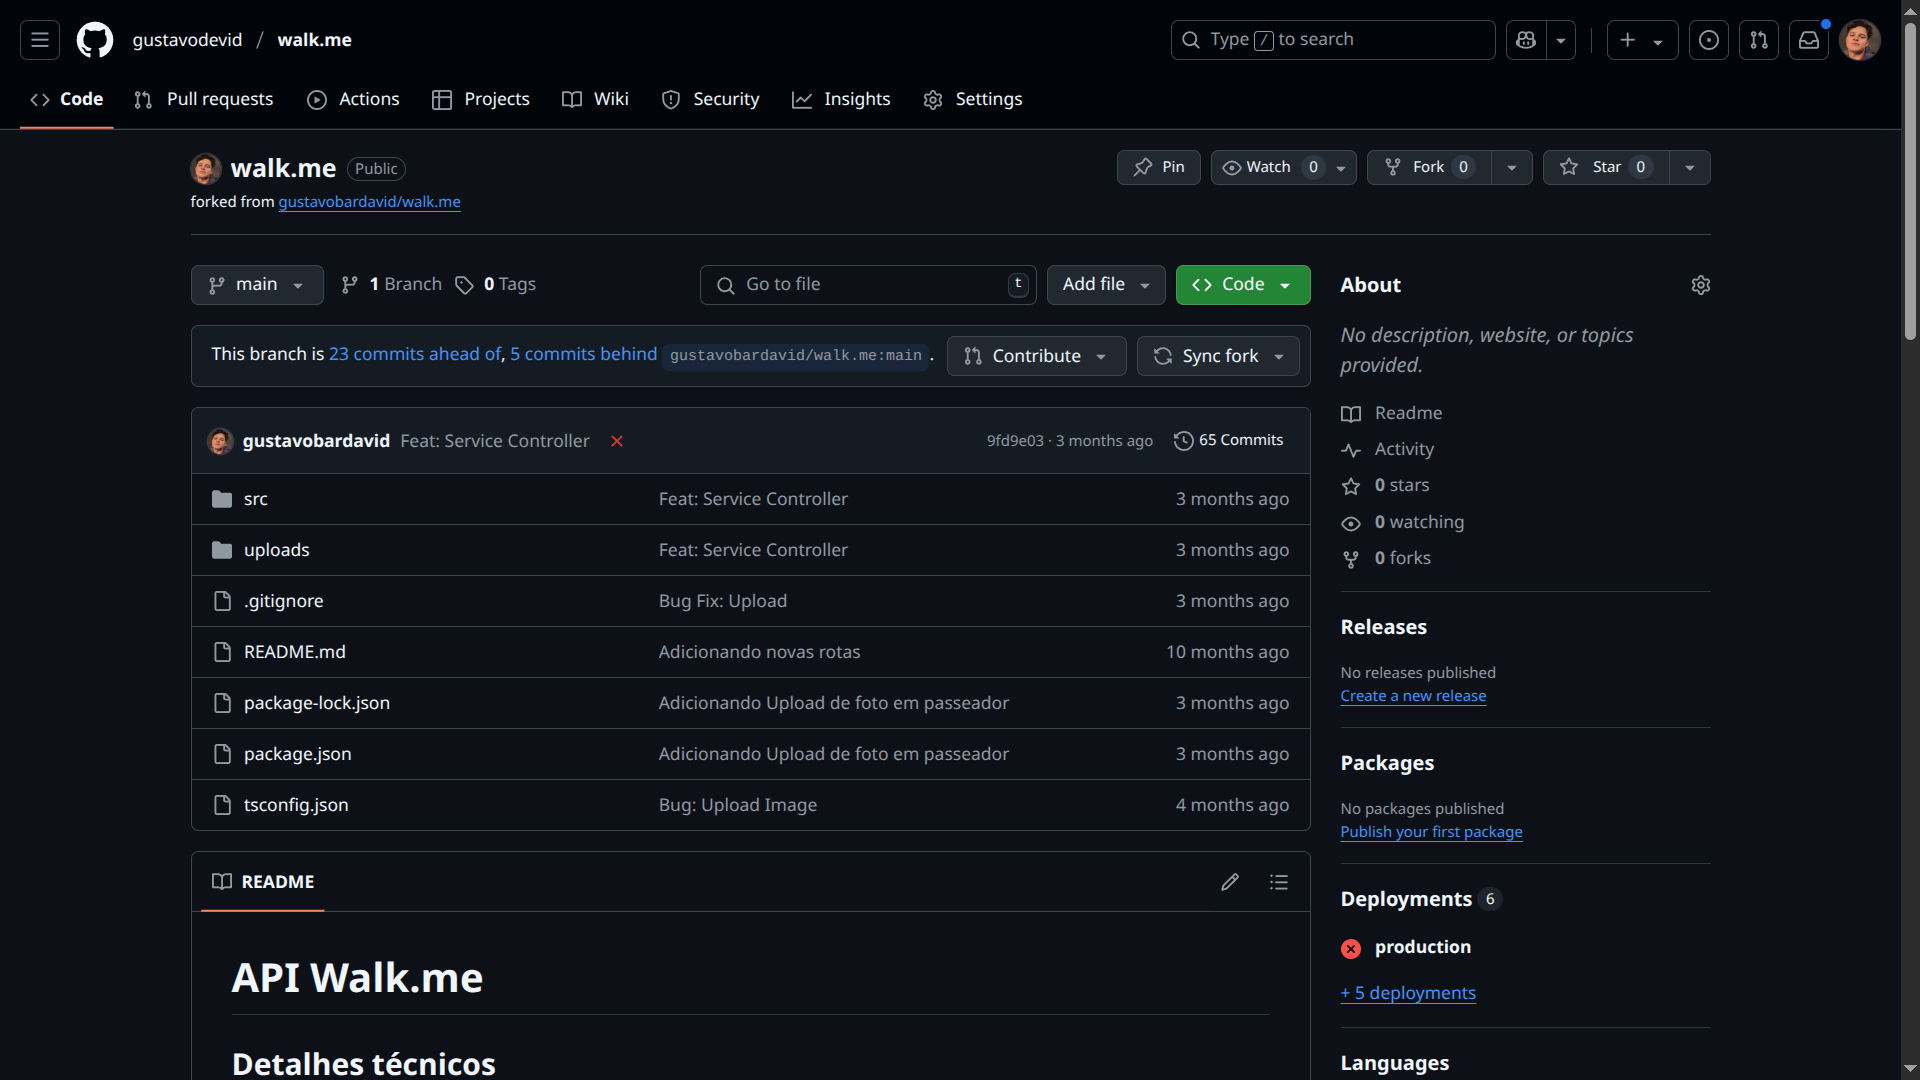 gustavodevid / walk.me
Type / to search
Code
Pull requests
Actions
Projects
Wiki
Security
Insights
Settings
walk.me Public
Pin
Watch 0
Fork 0
Star 0
forked from gustavobardavid/walk.me
main
1 Branch
0 Tags
Go to file t
Add file
Code
This branch is 23 commits ahead of, 5 commits behind gustavobardavid/walk.me:main .
Contribute
Sync fork
gustavobardavid Feat: Service Controller
9fd9e03 · 3 months ago
65 Commits
src Feat: Service Controller 3 months ago
uploads Feat: Service Controller 3 months ago
.gitignore Bug Fix: Upload 3 months ago
README.md Adicionando novas rotas 10 months ago
package-lock.json Adicionando Upload de foto em passeador 3 months ago
package.json Adicionando Upload de foto em passeador 3 months ago
tsconfig.json Bug: Upload Image 4 months ago
README
API Walk.me
Detalhes técnicos
About
No description, website, or topics
provided.
Readme
Activity
0 stars
0 watching
0 forks
Releases
No releases published
Create a new release
Packages
No packages published
Publish your first package
Deployments 6
production
+ 5 deployments
Languages